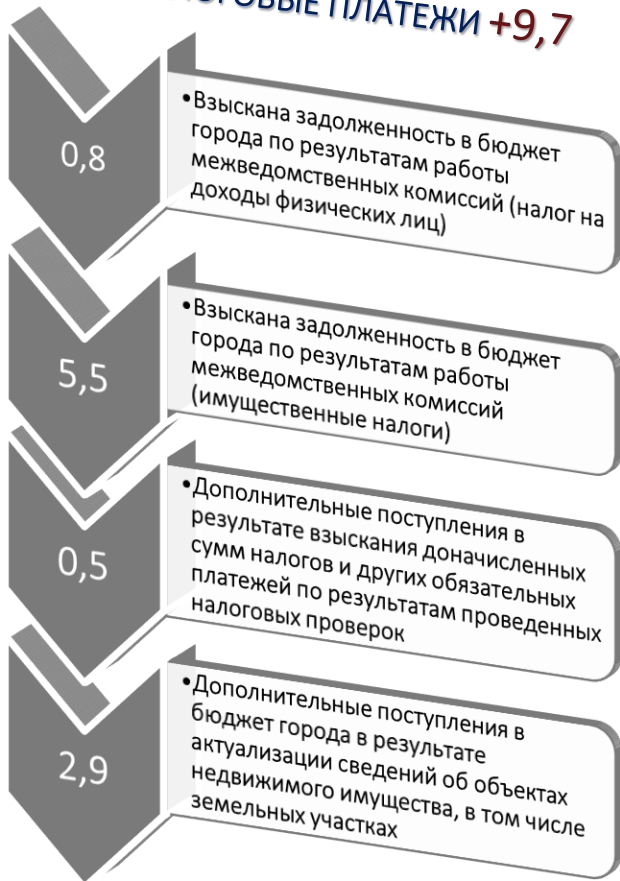 ПЛАТЕЖИ +9,7
0,8
•Взыскана задолженность в бюджет
города по результатам работы
межведомственных комиссий (налог на
доходы физических лиц)
5,5
•Взыскана задолженность в бюджет
города по результатам работы
межведомственных комиссий
(имущественные налоги)
0,5
•Дополнительные поступления в
результате взыскания доначисленных
сумм налогов и других обязательных
платежей по результатам проведенных
налоговых проверок
2,9
•Дополнительные поступления в
бюджет города в результате
актуализации сведений об объектах
недвижимого имущества, в том числе
земельных участках